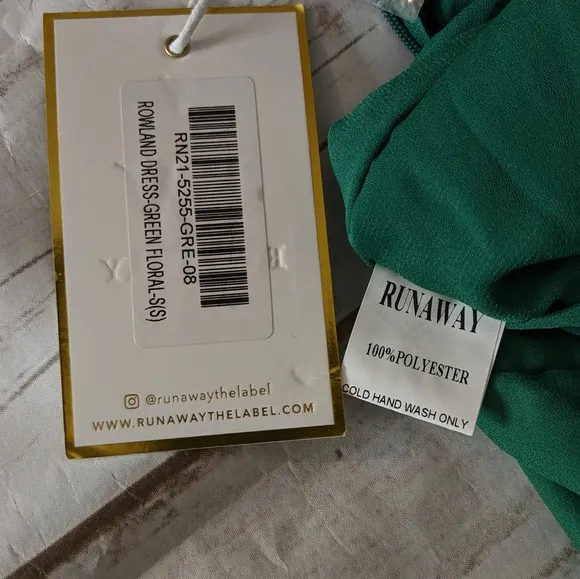 ROWLAND DRESS-GREEN FLORAL-S(S)
RN21-5255-GRE-08
@runawaythelabel
WWW.RUNAWAYTHELABEL.COM
RUNAWAY
100%POLYESTER
COLD HAND WASH ONLY